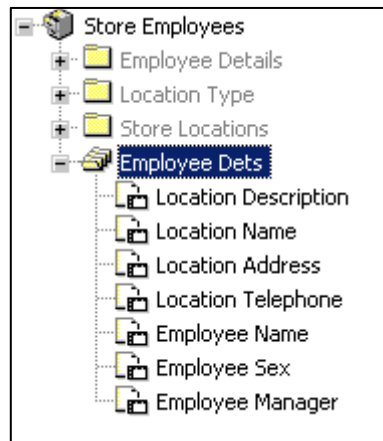 Store Employees
Employee Details
Location Type
Store Locations
Employee Dets
Location Description
Location Name
Location Address
Location Telephone
Employee Name
Employee Sex
Employee Manager